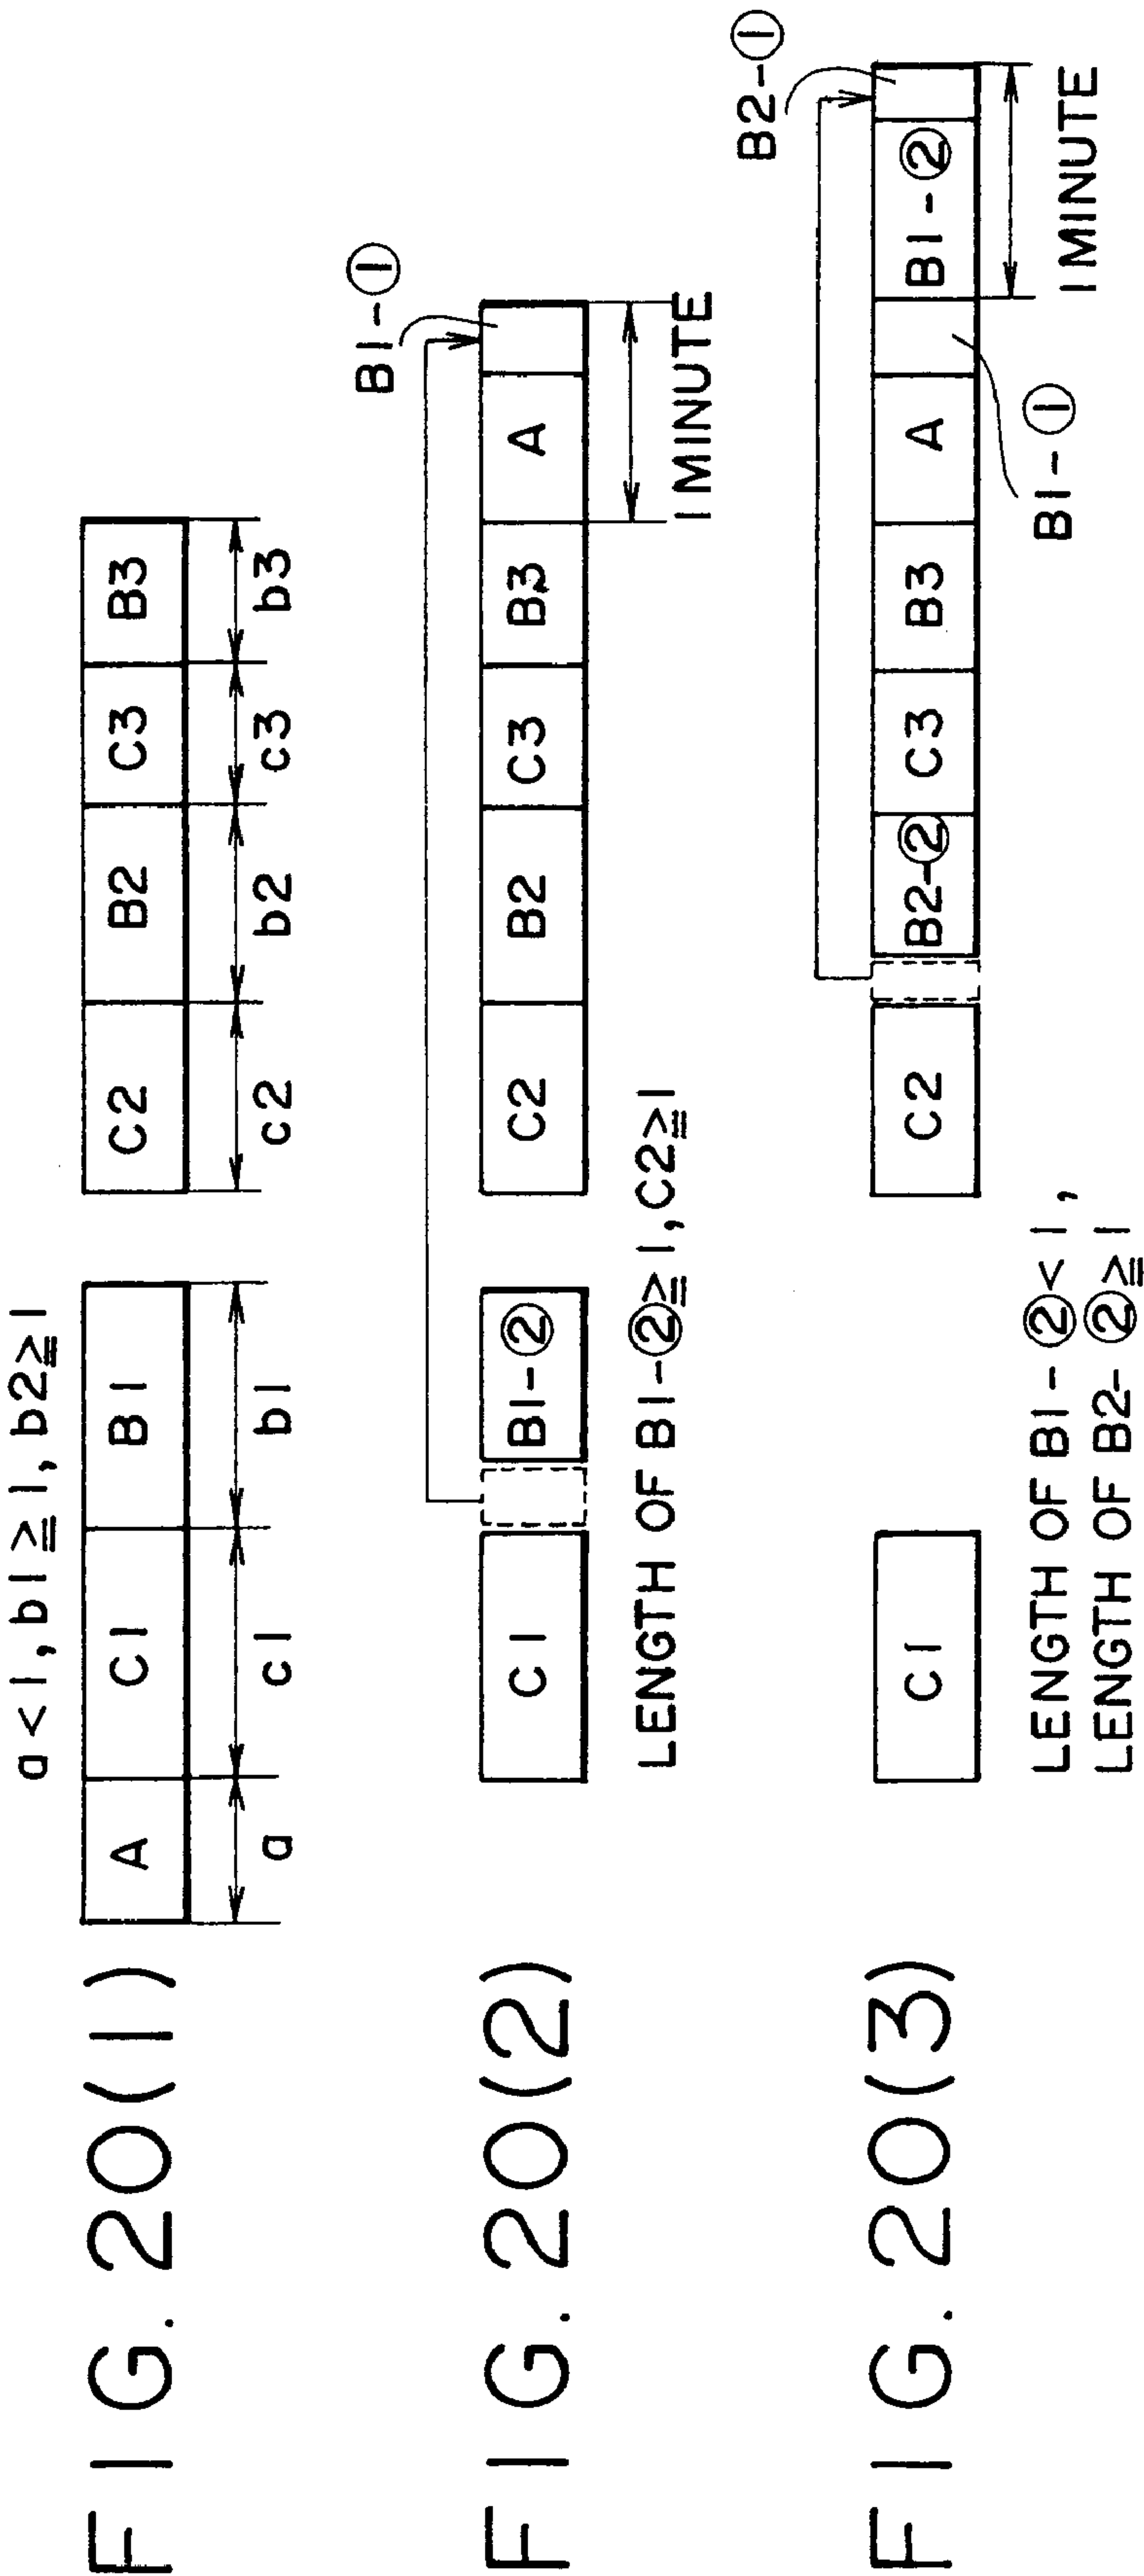 FIG. 20(1)
a<1, b1≧1, b2≧1
A C1 B1 C2 B2 C3 B3
a c1 b1 c2 b2 c3 b3
FIG. 20(2)
B1-①
C1 B1-② C2 B2 C3 B3 A
1 MINUTE
LENGTH OF B1-②≧1, C2≧1
FIG. 20(3)
B2-①
C1 C2 B2-② C3 B3 A B1-②
B1-①
1 MINUTE
LENGTH OF B1-②<1,
LENGTH OF B2-②≧1